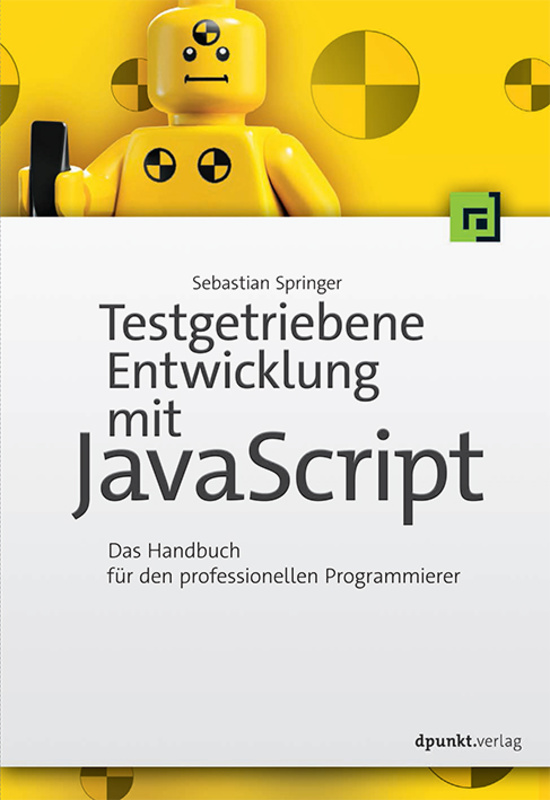 Sebastian Springer
Testgetriebene
Entwicklung
mit
JavaScript
Das Handbuch
für den professionellen Programmierer
dpunkt.verlag